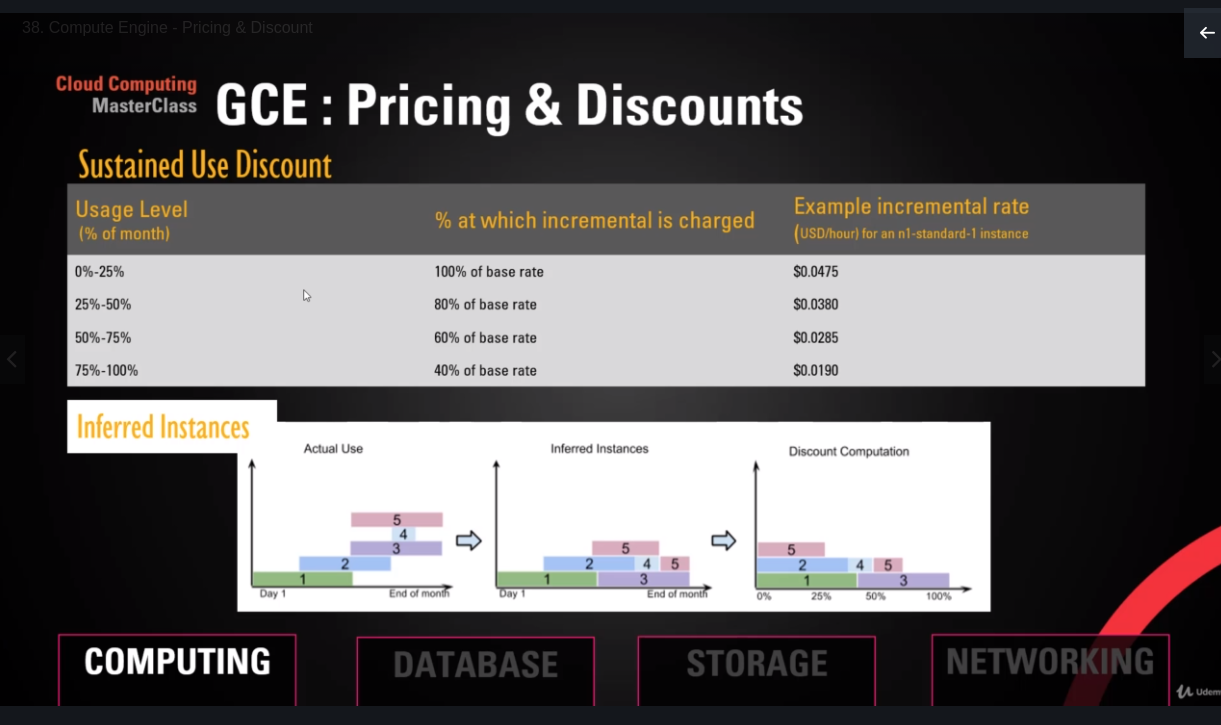 38. Compute Engine - Pricing & Discount
Cloud Computing
MasterClass
GCE : Pricing & Discounts
Sustained Use Discount
Usage Level
(% of month)
% at which incremental is charged
Example incremental rate
(USD/hour) for an n1-standard-1 instance
0%-25% 100% of base rate $0.0475
25%-50% 80% of base rate $0.0380
50%-75% 60% of base rate $0.0285
75%-100% 40% of base rate $0.0190
Inferred Instances
Actual Use
5
4
3
2
1
Day 1 End of month
Inferred Instances
5
2 4 5
1 3
Day 1 End of month
Discount Computation
5
2 4 5
1 3
0% 25% 50% 100%
COMPUTING
DATABASE
STORAGE
NETWORKING
Udem